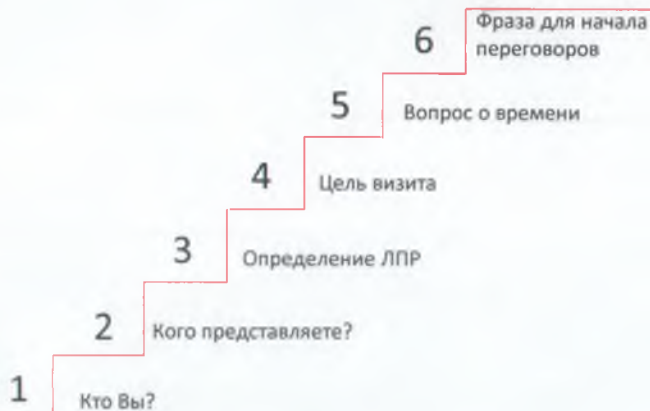 6 Фраза для начала
переговоров
5 Вопрос о времени
4 Цель визита
3 Определение ЛПР
2 Кого представляете?
1 Кто Вы?